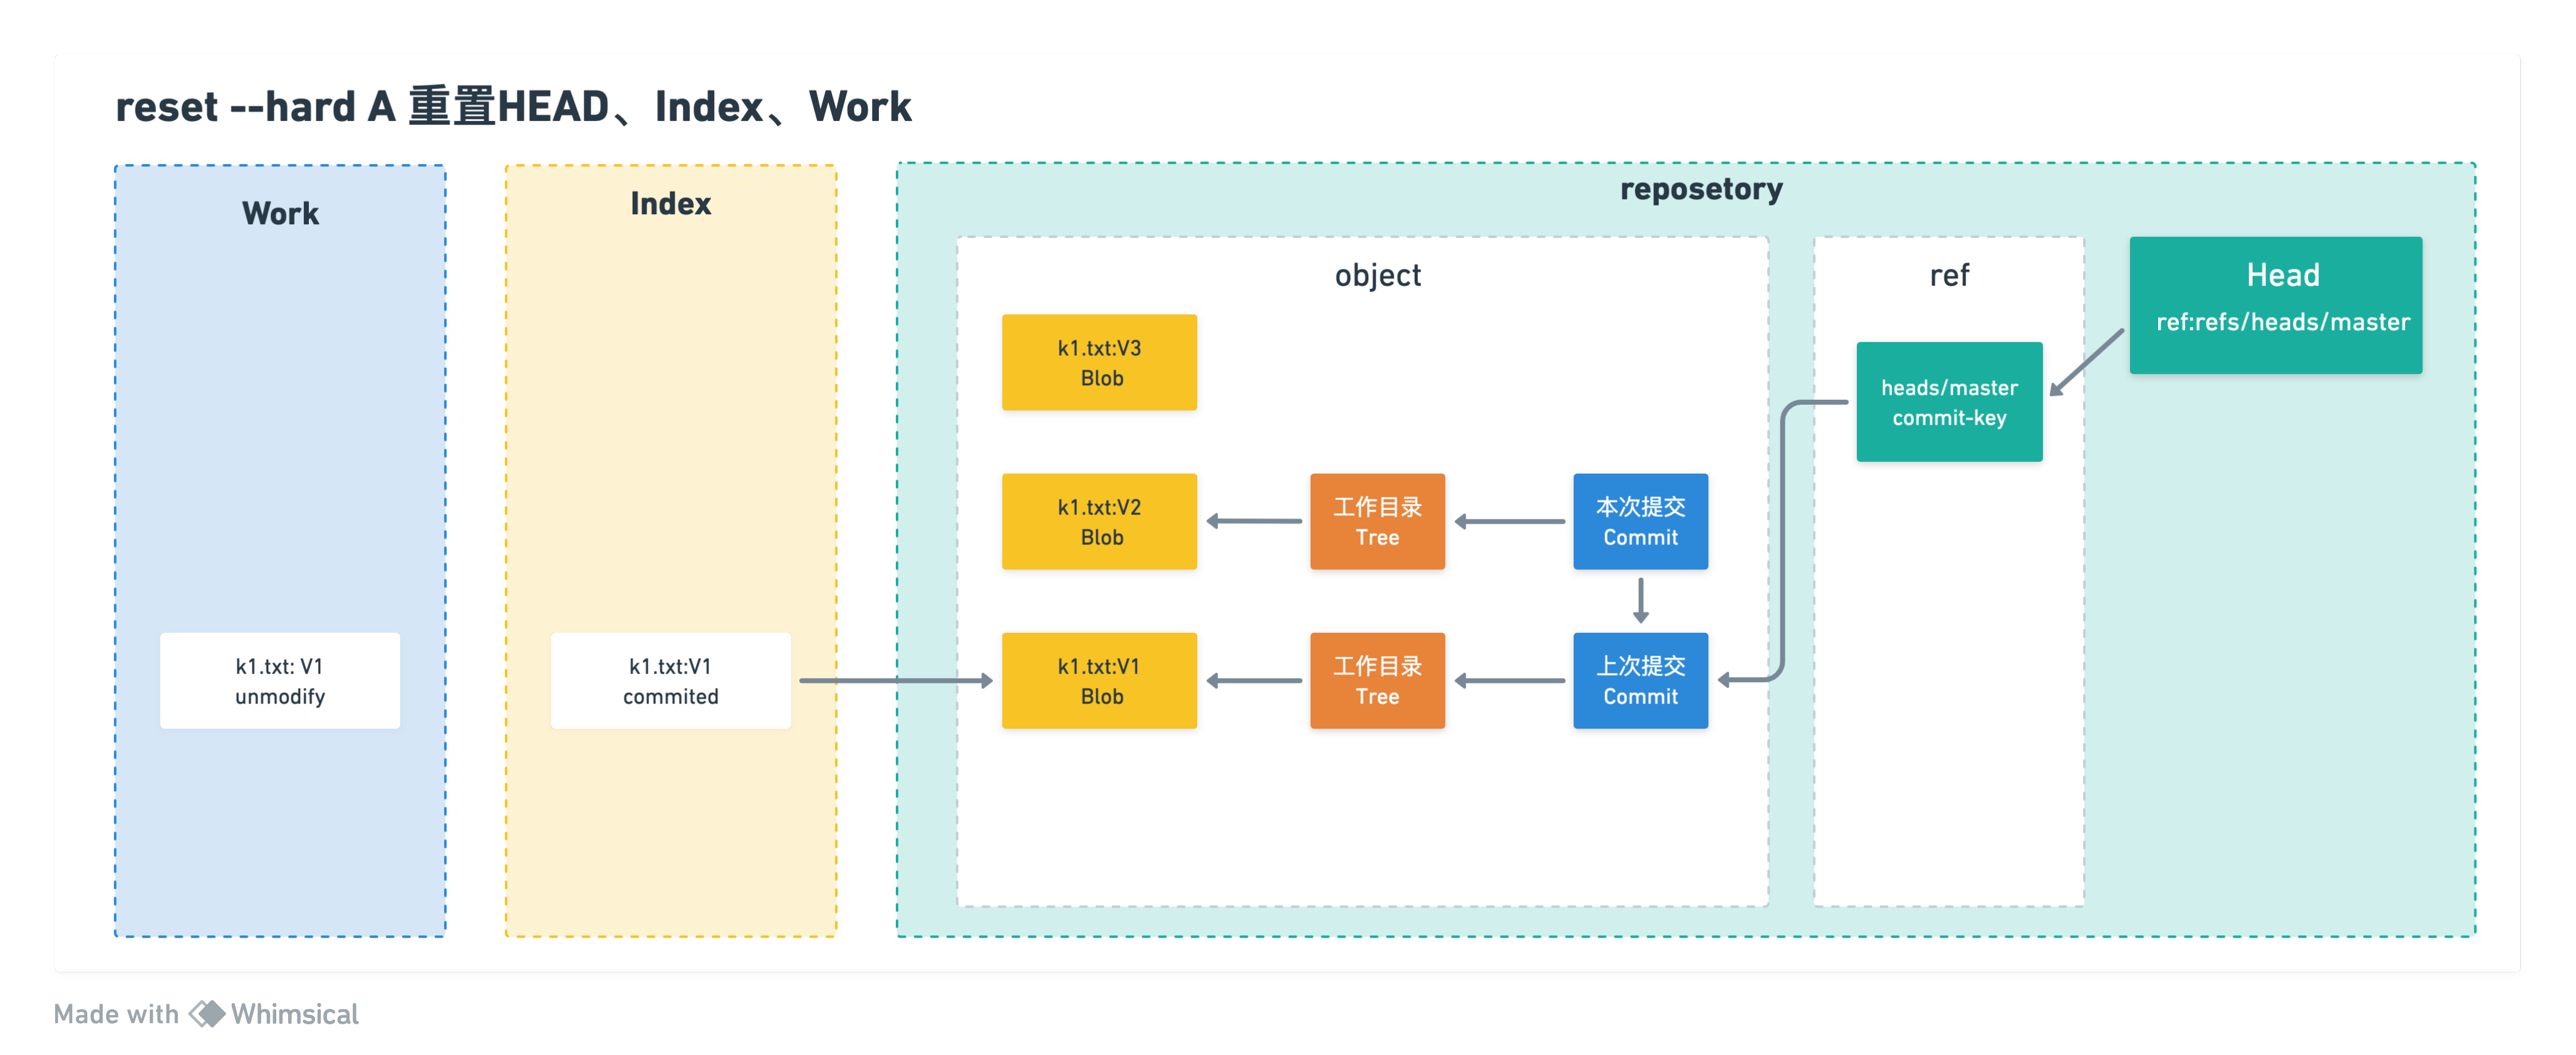 reset --hard A 重置HEAD、Index、Work
Work
k1.txt: V1
unmodify
Index
k1.txt:V1
commited
reposetory
object
k1.txt:V3
Blob
k1.txt:V2
Blob
工作目录
Tree
本次提交
Commit
k1.txt:V1
Blob
工作目录
Tree
上次提交
Commit
ref
heads/master
commit-key
Head
ref:refs/heads/master
Made with Whimsical